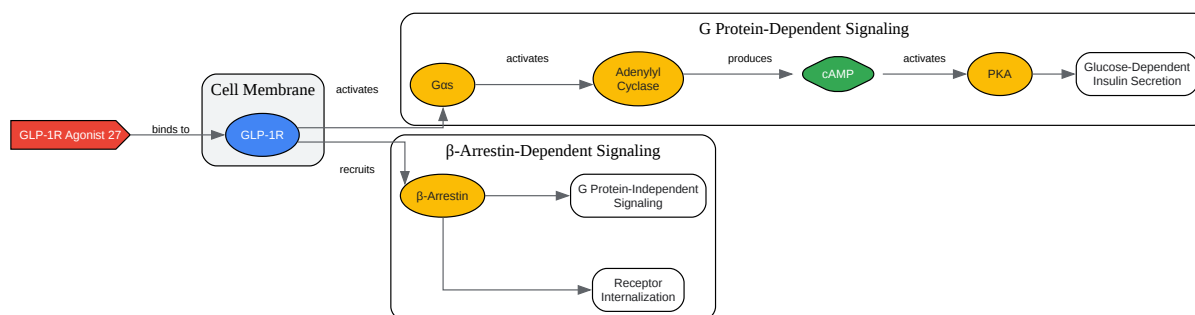 G Protein-Dependent Signaling
activates
produces
activates
Gαs
Adenylyl
Cyclase
cAMP
PKA
Glucose-Dependent
Insulin Secretion
Cell Membrane
activates
GLP-1R Agonist 27
binds to
GLP-1R
recruits
β-Arrestin-Dependent Signaling
β-Arrestin
G Protein-Independent
Signaling
Receptor
Internalization